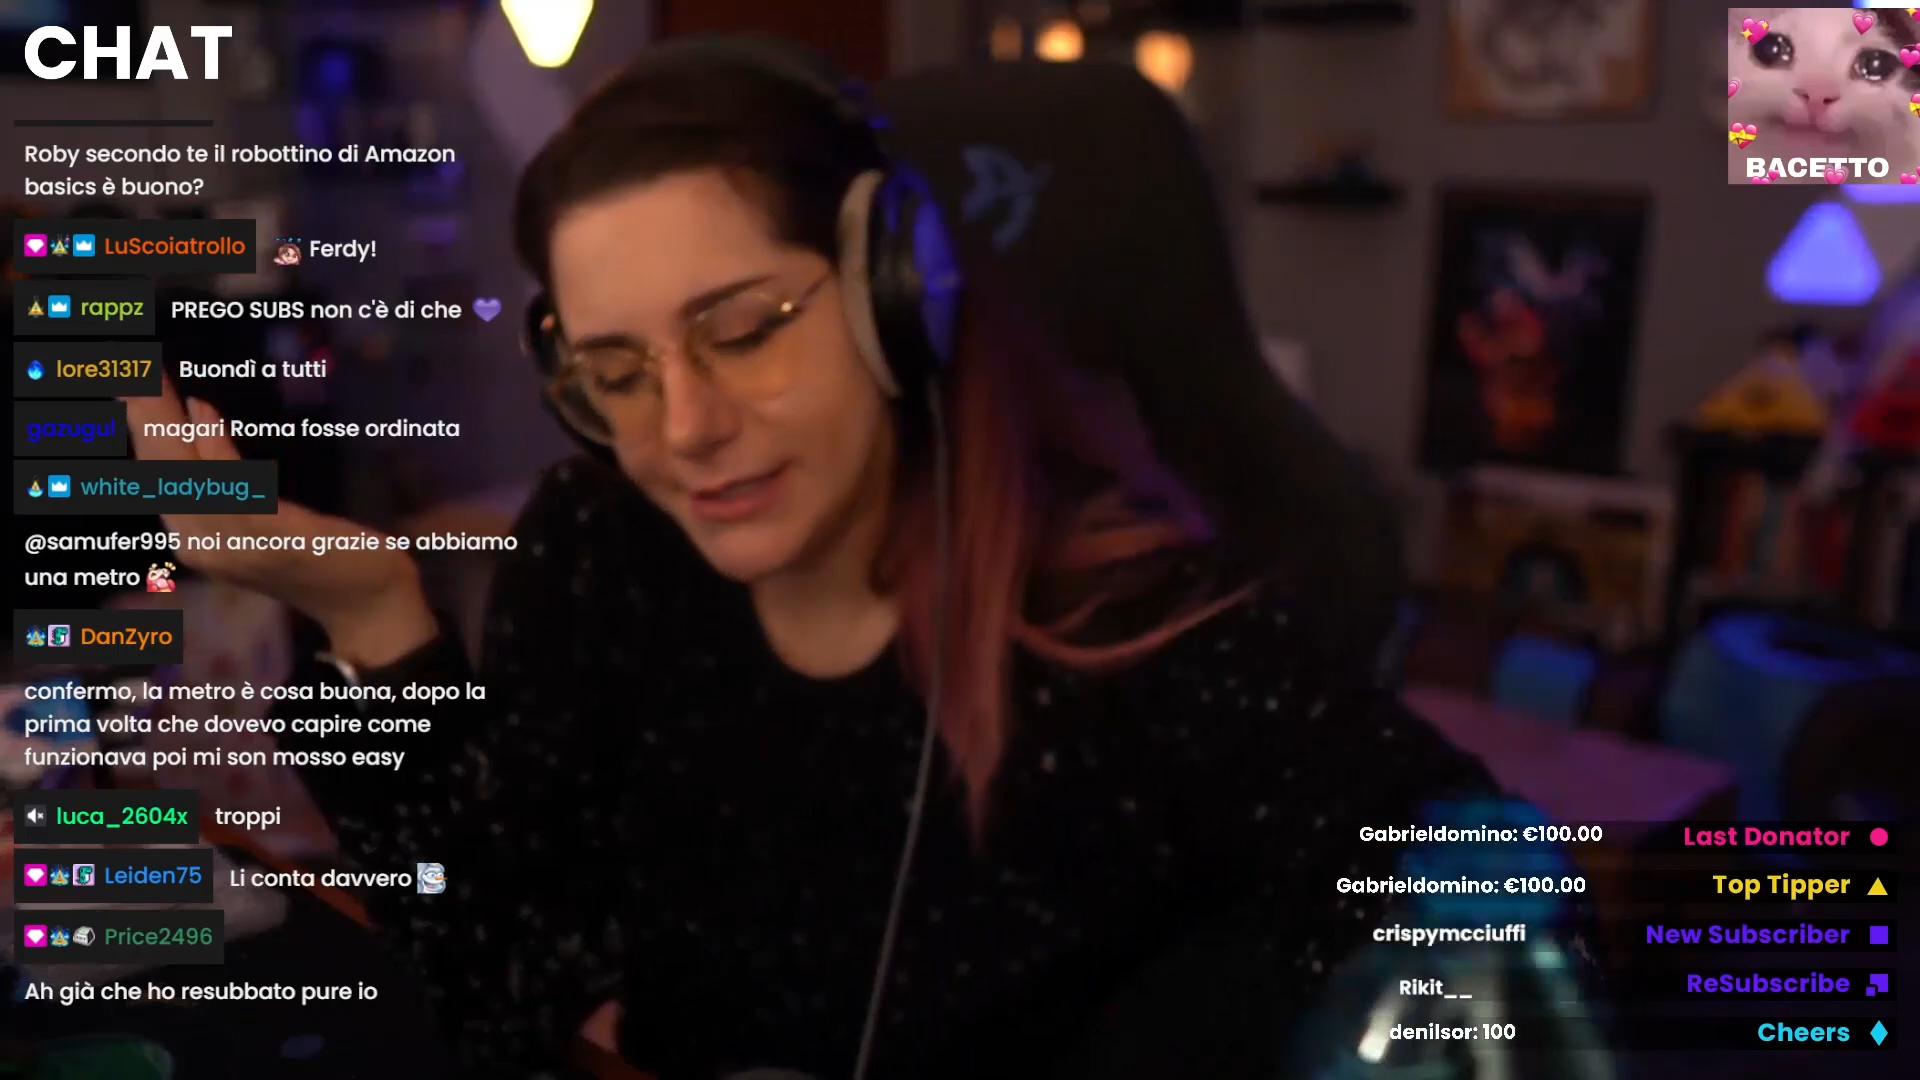 CHAT
Roby secondo te il robottino di Amazon
basics è buono?
LuScoiatrollo Ferdy!
rappz PREGO SUBS non c'è di che 💜
lore31317 Buondì a tutti
gazugul magari Roma fosse ordinata
white_ladybug_
@samufer995 noi ancora grazie se abbiamo
una metro
DanZyro
confermo, la metro è cosa buona, dopo la
prima volta che dovevo capire come
funzionava poi mi son mosso easy
luca_2604x troppi
Leiden75 Li conta davvero
Price2496
Ah già che ho resubbato pure io
BACETTO
Gabrieldomino: €100.00 Last Donator
Gabrieldomino: €100.00 Top Tipper
crispymcciuffi New Subscriber
Rikit__ ReSubscribe
denilsor: 100 Cheers